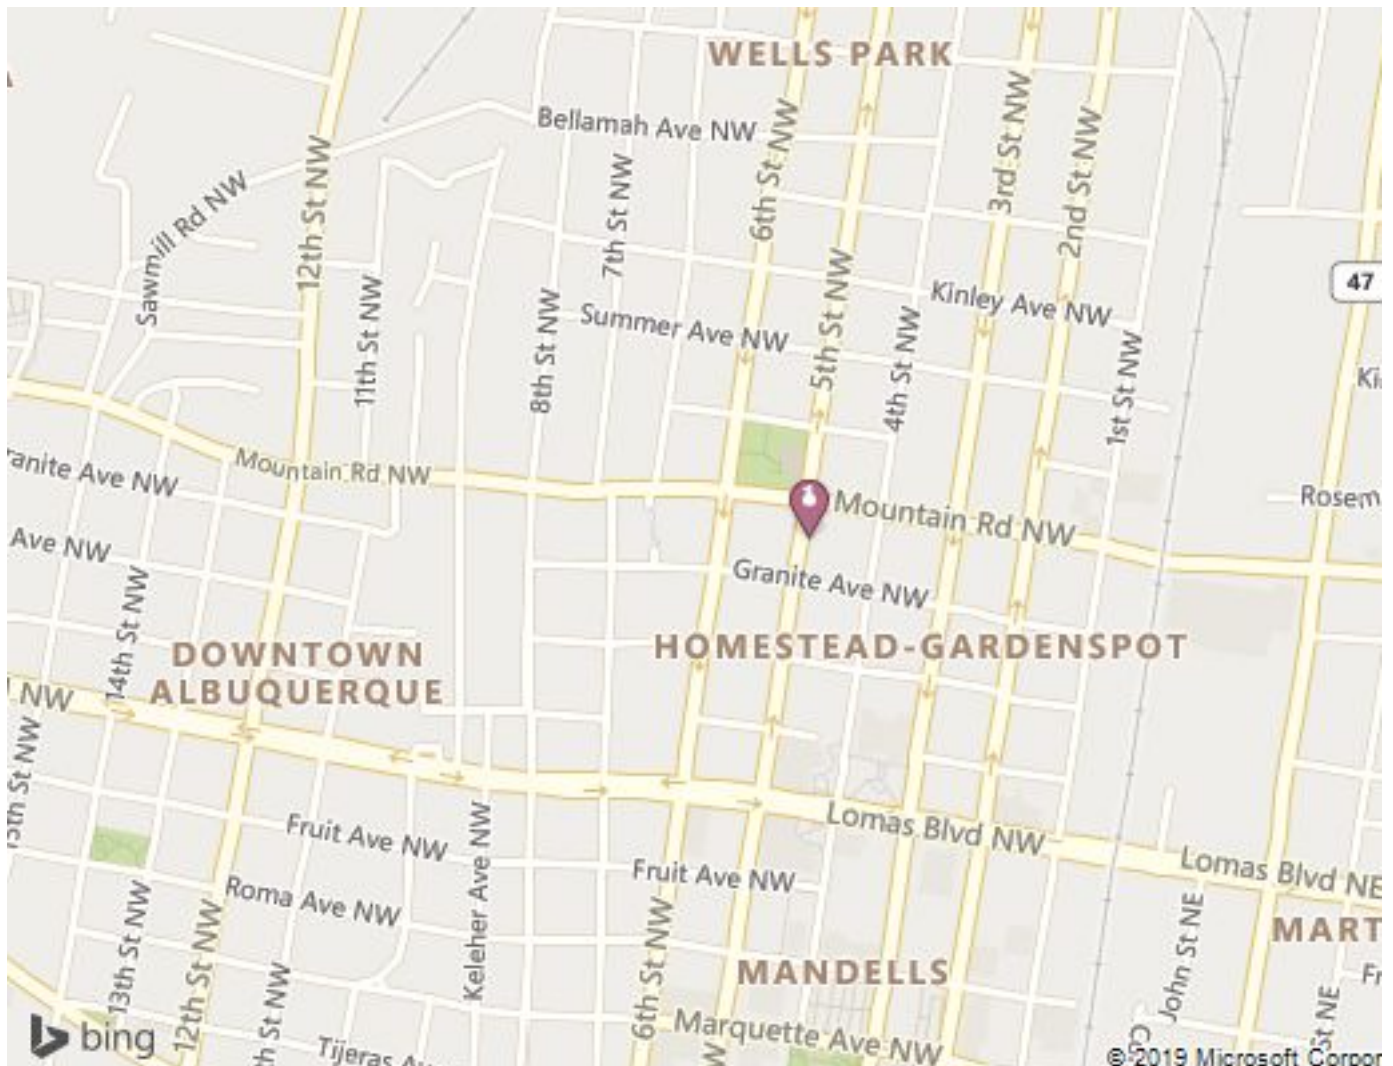 WELLS PARK
Bellamah Ave NW
12th St NW
Sawmill Rd NW
11th St NW
8th St NW
7th St NW
6th St NW
5th St NW
3rd St NW
2nd St NW
4th St NW
1st St NW
47
Kinley Ave NW
Summer Ave NW
Mountain Rd NW
Mountain Rd NW
Granite Ave NW
HOMESTEAD-GARDENSPOT
DOWNTOWN
ALBUQUERQUE
Ave NW
14th St NW
NW
Lomas Blvd NW
Lomas Blvd NE
Fruit Ave NW
Fruit Ave NW
Roma Ave NW
Keleher Ave NW
13th St NW
12th St NW
6th St NW
MANDELLS
John St NE
St NE
Marquette Ave NW
bing
© 2019 Microsoft